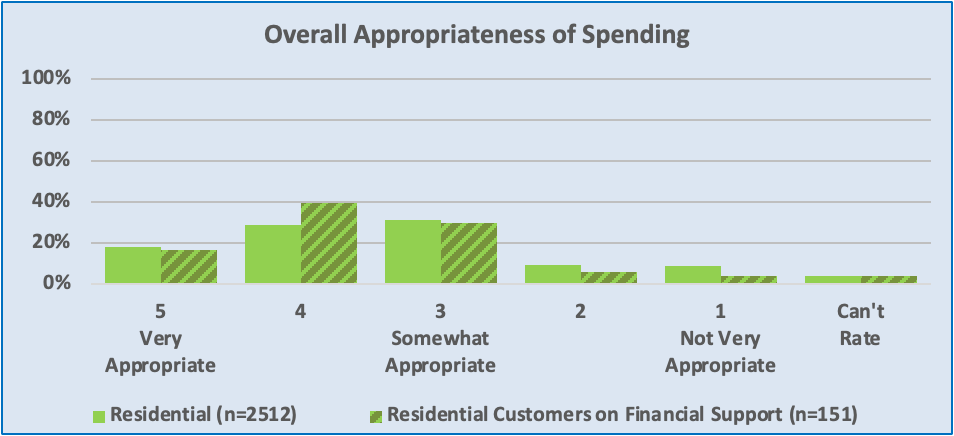 Overall Appropriateness of Spending
100%
80%
60%
40%
20%
0%
5
Very
Appropriate
4
3
Somewhat
Appropriate
2
1
Not Very
Appropriate
Can't
Rate
Residential (n=2512)
Residential Customers on Financial Support (n=151)